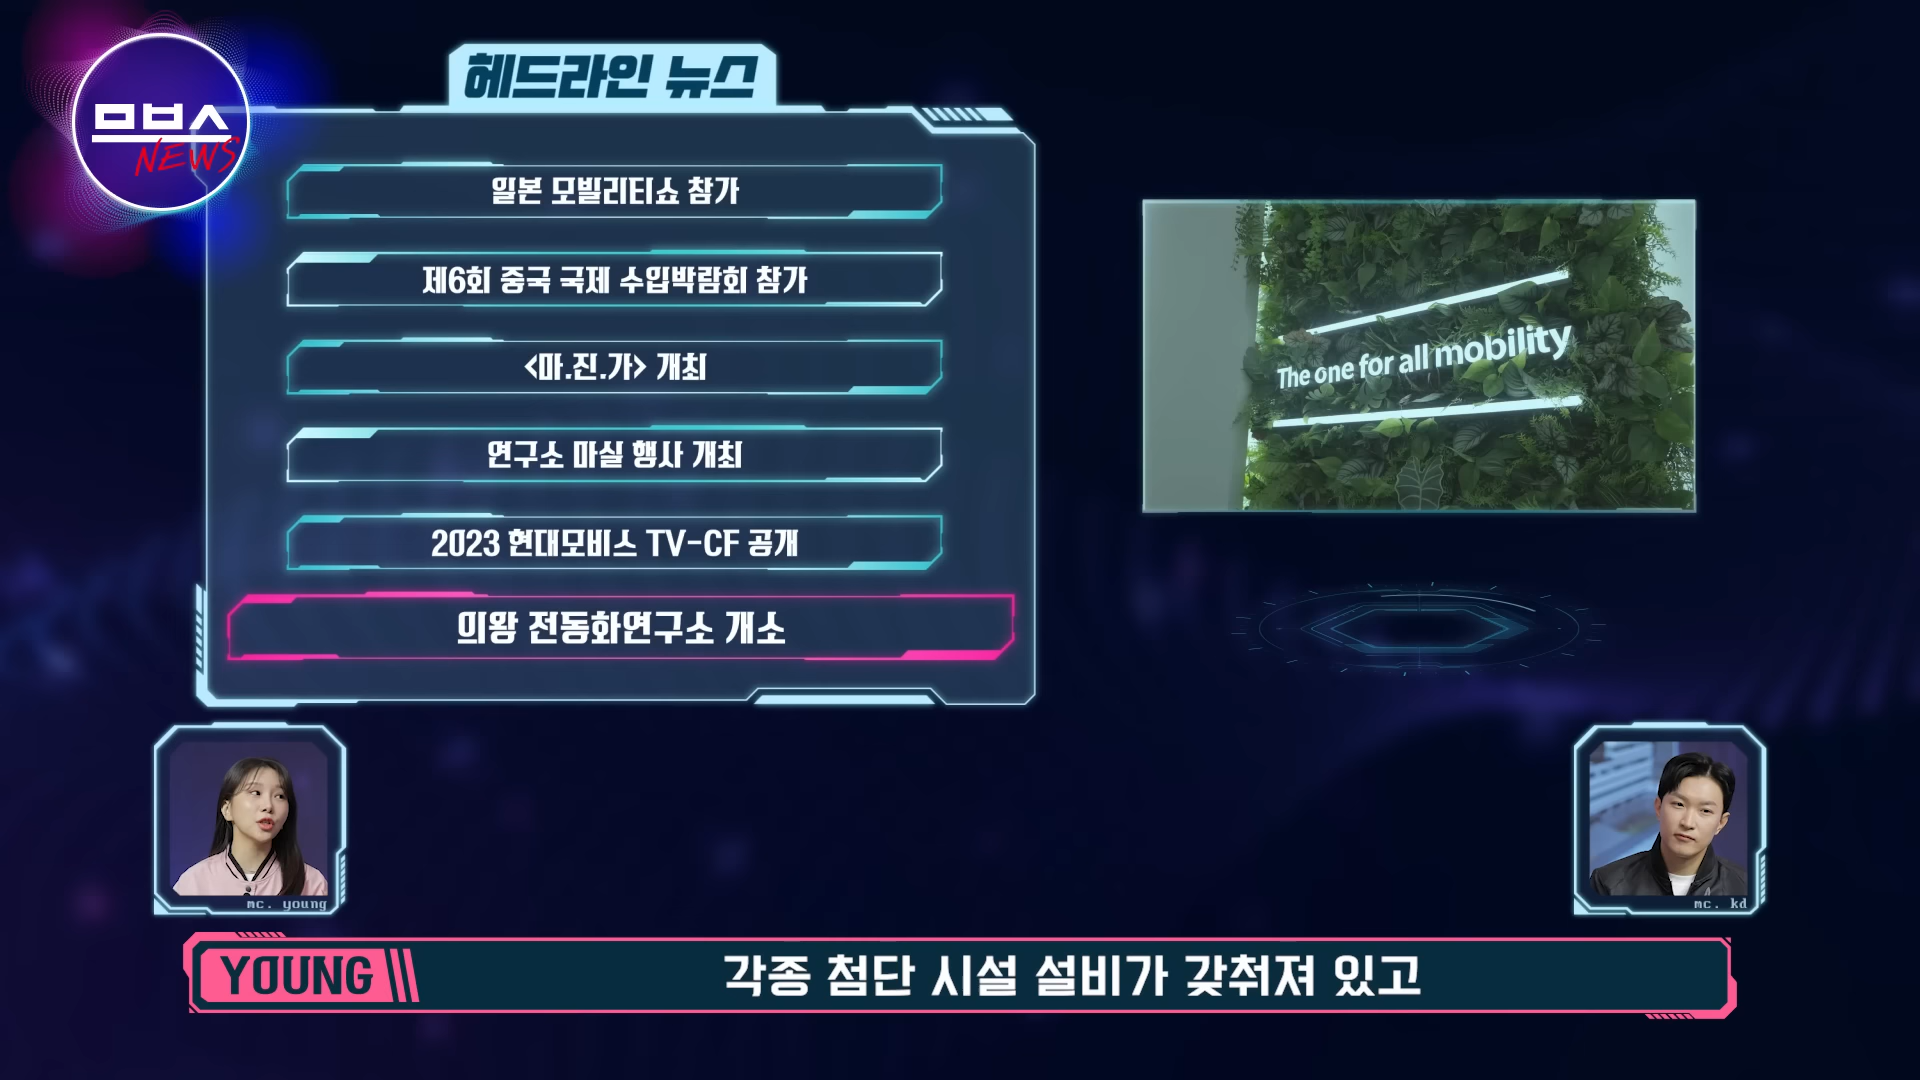 므브스
NEWS
헤드라인 뉴스
일본 모빌리티쇼 참가
제6회 중국 국제 수입박람회 참가
<마.진.가> 개최
연구소 마실 행사 개최
2023 현대모비스 TV-CF 공개
의왕 전동화연구소 개소
The one for all mobility
mc. young
mc. kd
YOUNG
각종 첨단 시설 설비가 갖춰져 있고